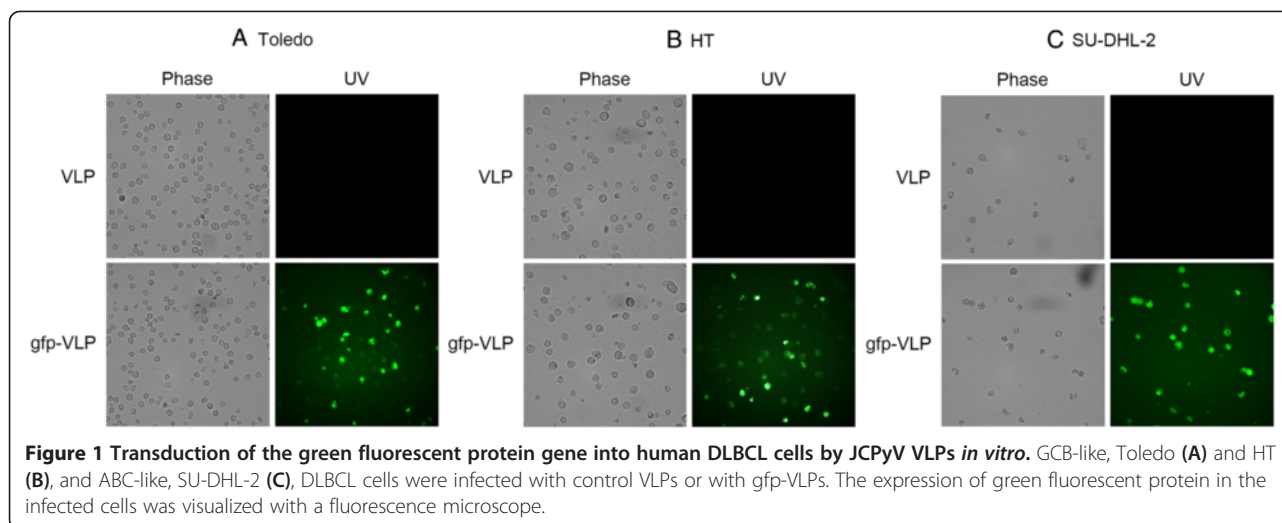 A Toledo
B HT
C SU-DHL-2
Phase UV
Phase UV
Phase UV
VLP
VLP
VLP
gfp-VLP
gfp-VLP
gfp-VLP
Figure 1 Transduction of the green fluorescent protein gene into human DLBCL cells by JCPyV VLPs in vitro. GCB-like, Toledo (A) and HT
(B), and ABC-like, SU-DHL-2 (C), DLBCL cells were infected with control VLPs or with gfp-VLPs. The expression of green fluorescent protein in the
infected cells was visualized with a fluorescence microscope.